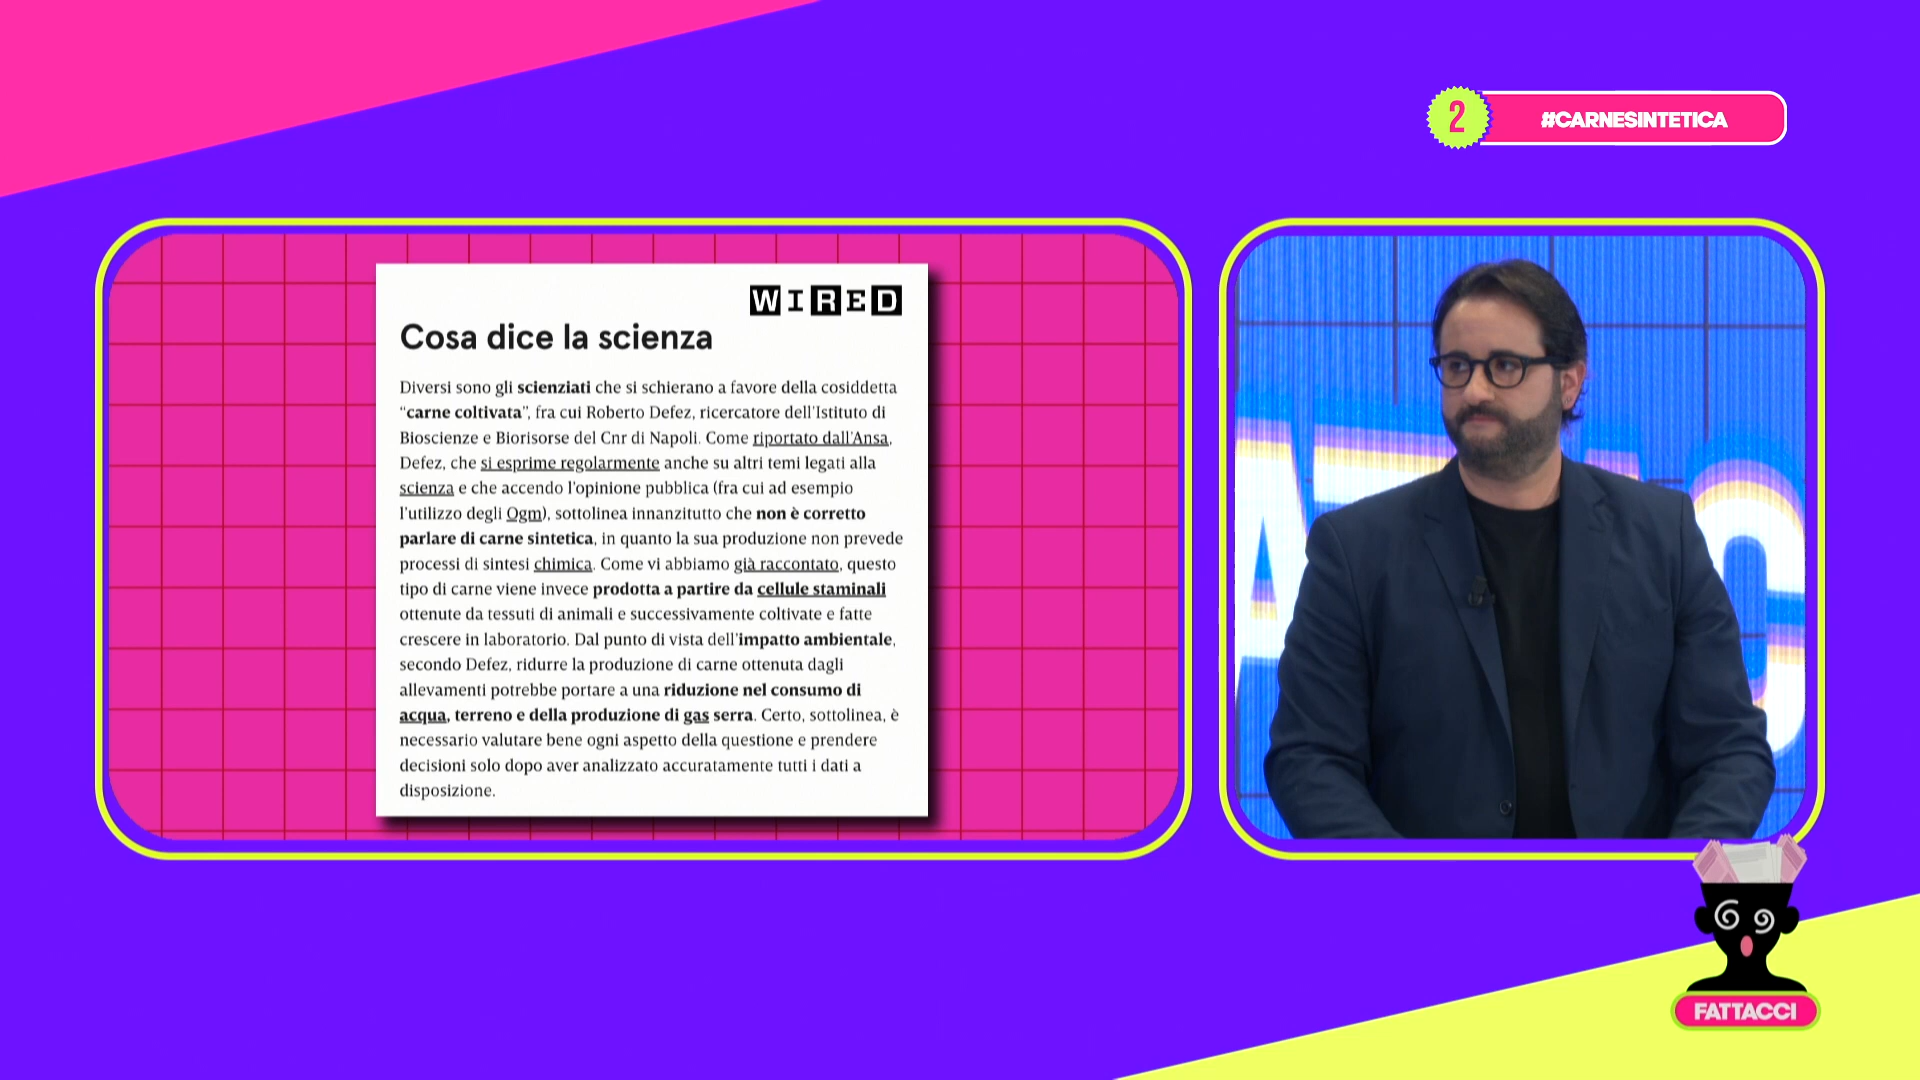 2
#CARNESINTETICA
WIRED
Cosa dice la scienza
Diversi sono gli scienziati che si schierano a favore della cosiddetta
“carne coltivata”, fra cui Roberto Defez, ricercatore dell'Istituto di
Bioscienze e Biorisorse del Cnr di Napoli. Come riportato dall'Ansa,
Defez, che si esprime regolarmente anche su altri temi legati alla
scienza e che accendo l'opinione pubblica (fra cui ad esempio
l'utilizzo degli Ogm), sottolinea innanzitutto che non è corretto
parlare di carne sintetica, in quanto la sua produzione non prevede
processi di sintesi chimica. Come vi abbiamo già raccontato, questo
tipo di carne viene invece prodotta a partire da cellule staminali
ottenute da tessuti di animali e successivamente coltivate e fatte
crescere in laboratorio. Dal punto di vista dell'impatto ambientale,
secondo Defez, ridurre la produzione di carne ottenuta dagli
allevamenti potrebbe portare a una riduzione nel consumo di
acqua, terreno e della produzione di gas serra. Certo, sottolinea, è
necessario valutare bene ogni aspetto della questione e prendere
decisioni solo dopo aver analizzato accuratamente tutti i dati a
disposizione.
FATTACCI